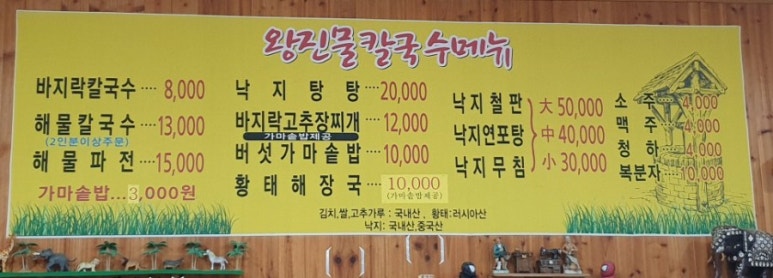 왕진물칼국수메뉴
바지락칼국수 ···· 8,000
해물칼국수 ···· 13,000
(2인분이상주문)
해물파전 ···· 15,000
가마솥밥...3,000원
낙지탕탕 ···· 20,000
바지락고추장찌개 ···· 12,000
가마솥밥제공
버섯가마솥밥 ···· 10,000
황태해장국 ···· 10,000
(가마솥밥제공)
낙지철판
낙지연포탕
낙지무침
大 50,000
中 40,000
小 30,000
소주 4,000
맥주 4,000
청하 4,000
복분자 10,000
김치,쌀,고추가루 : 국내산 , 황태:러시아산
낙지: 국내산,중국산